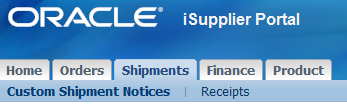 ORACLE® iSupplier Portal
Home Orders Shipments Finance Product
Custom Shipment Notices | Receipts